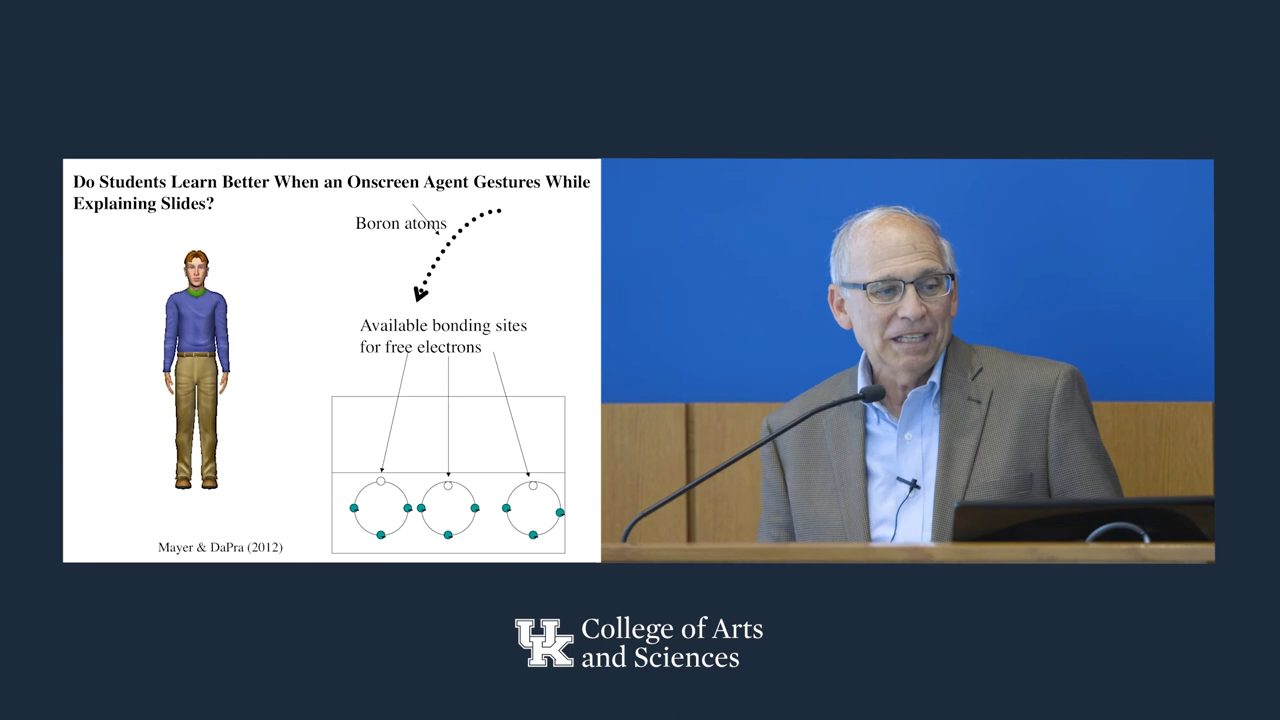 Do Students Learn Better When an Onscreen Agent Gestures While
Explaining Slides?
Boron atoms
Available bonding sites
for free electrons
Mayer & DaPra (2012)
UK College of Arts
and Sciences